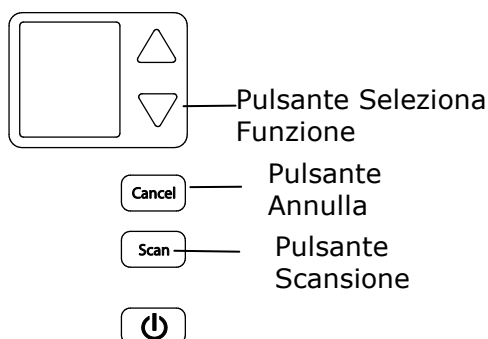 Pulsante Seleziona
Funzione
Cancel
Pulsante
Annulla
Scan
Pulsante
Scansione